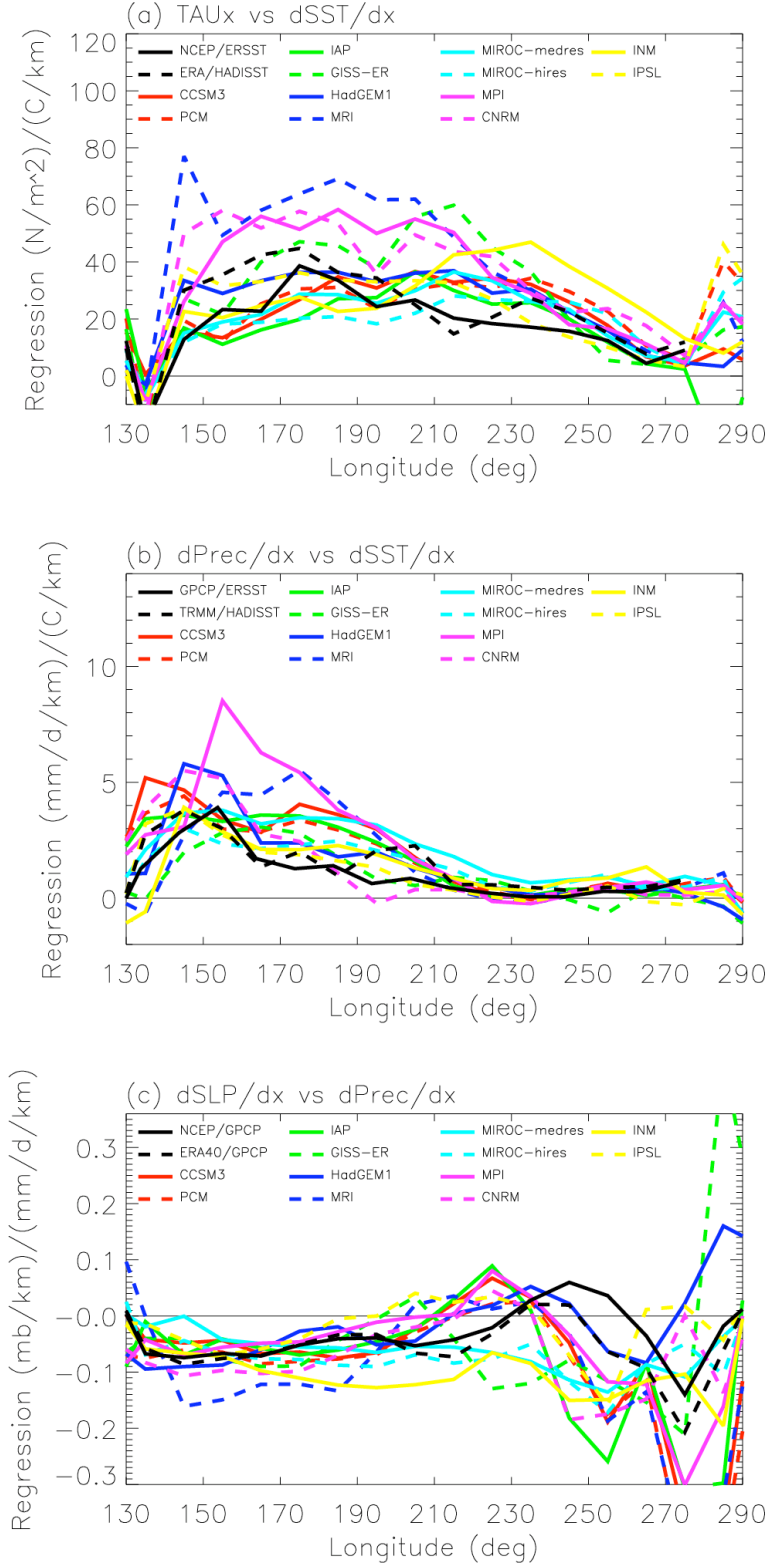 (a) TAUx vs dSST/dx
120
100
80
60
40
20
0
Regression (N/m^2)/(C/km)
NCEP/ERSST
ERA/HADISST
CCSM3
PCM
IAP
GISS-ER
HadGEM1
MRI
MIROC-medres
MIROC-hires
MPI
CNRM
INM
IPSL
130 150 170 190 210 230 250 270 290
Longitude (deg)
(b) dPrec/dx vs dSST/dx
10
5
0
Regression (mm/d/km)/(C/km)
GPCP/ERSST
TRMM/HADISST
CCSM3
PCM
IAP
GISS-ER
HadGEM1
MRI
MIROC-medres
MIROC-hires
MPI
CNRM
INM
IPSL
130 150 170 190 210 230 250 270 290
Longitude (deg)
(c) dSLP/dx vs dPrec/dx
0.3
0.2
0.1
-0.0
-0.1
-0.2
-0.3
Regression (mb/km)/(mm/d/km)
NCEP/GPCP
ERA40/GPCP
CCSM3
PCM
IAP
GISS-ER
HadGEM1
MRI
MIROC-medres
MIROC-hires
MPI
CNRM
INM
IPSL
130 150 170 190 210 230 250 270 290
Longitude (deg)